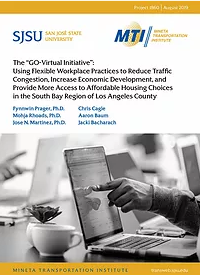 Project 2802 | August 2021
SJSU
SAN JOSÉ STATE
UNIVERSITY
MTI
MINETA
TRANSPORTATION
INSTITUTE
The “GO-Virtual Initiative”:
Using Flexible Workplace Practices to Reduce Traffic
Congestion, Increase Economic Development, and
Provide More Access to Affordable Housing Choices
in the South Bay Region of Los Angeles County
Fynnwin Prager, Ph.D.
Mohja Rhoads, Ph.D.
Jose N. Martínez, Ph.D.
Chris Cagle
Aaron Baum
Jacki Bacharach
MINETA TRANSPORTATION INSTITUTE
transweb.sjsu.edu